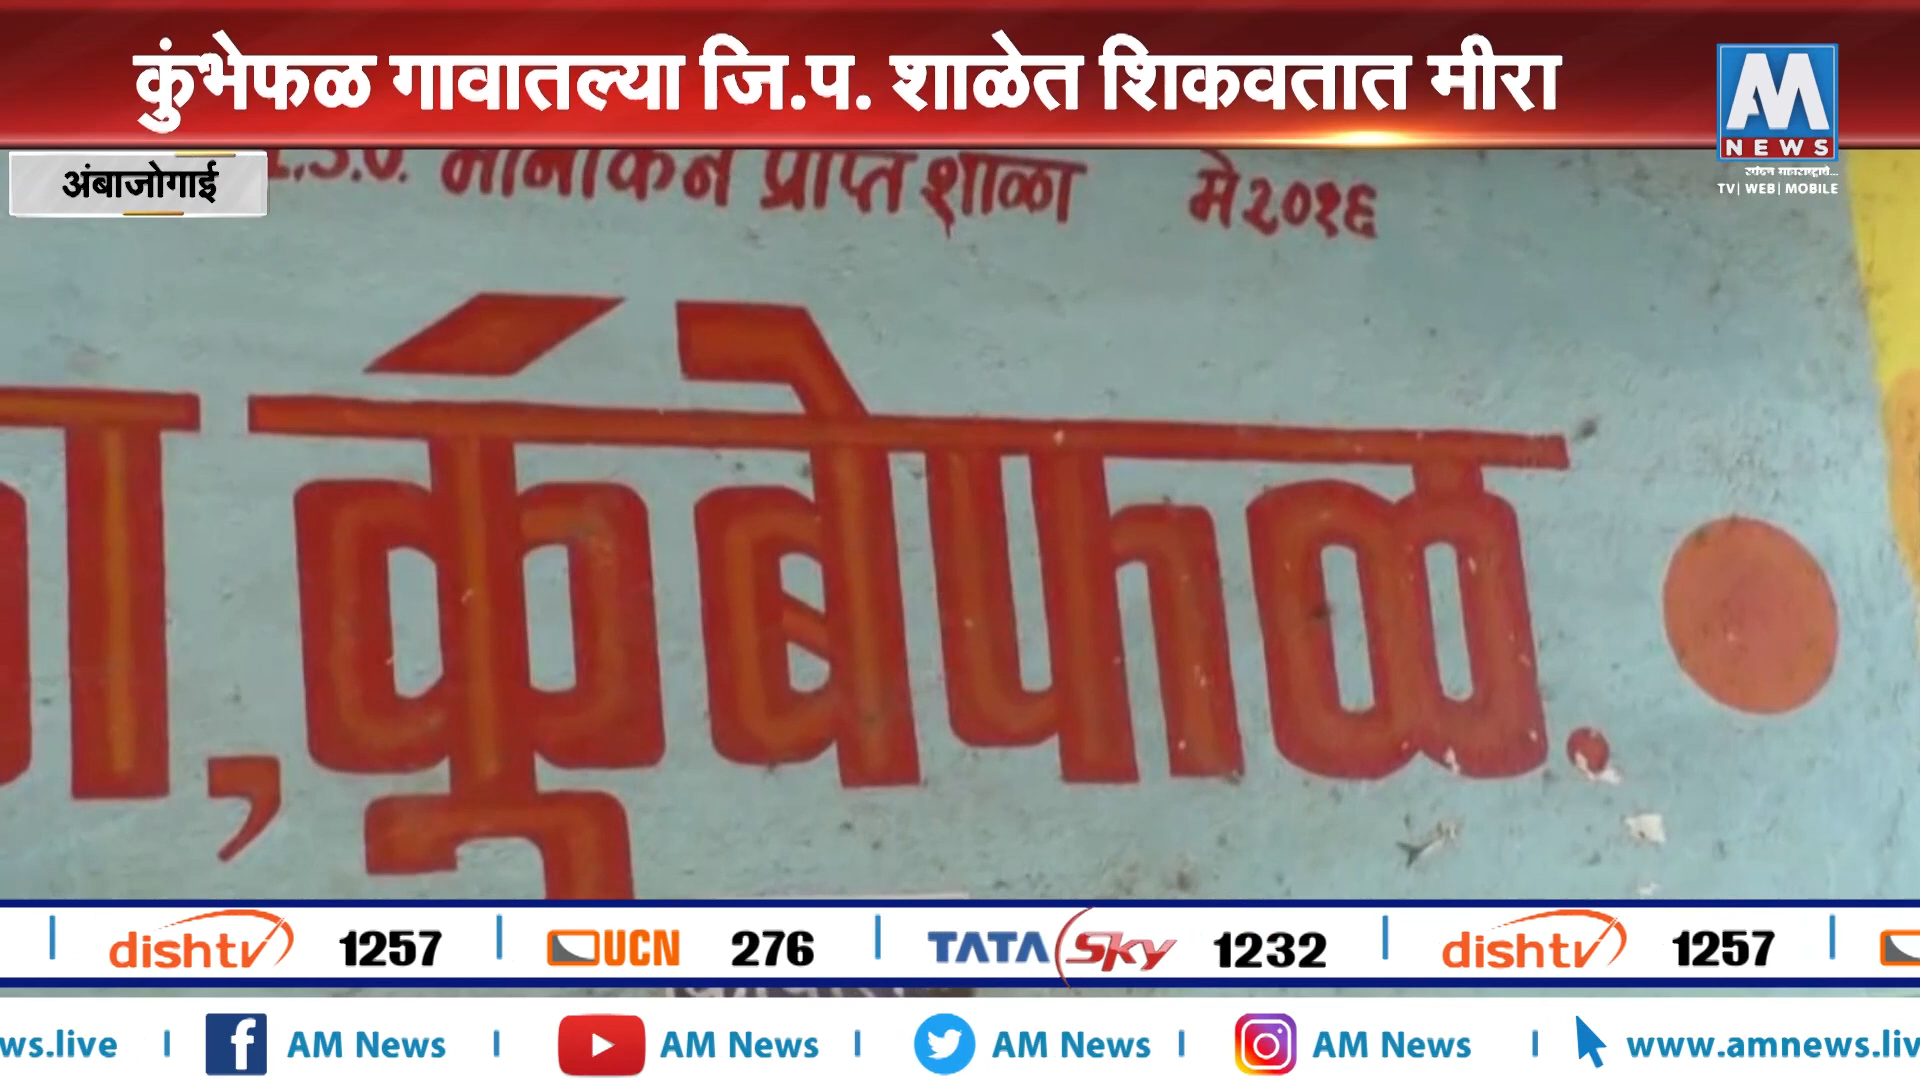 कुंभेफळ गावातल्या जि.प. शाळेत शिकवतात मीरा
AM
NEWS
TV| WEB| MOBILE
अंबाजोगाई
I.S.O. मानांकन प्राप्त शाळा मे २०१६
, कुंबेफळ.
dishtv 1257 UCN 276 TATA Sky 1232 dishtv 1257
ws.live AM News AM News AM News AM News www.amnews.liv